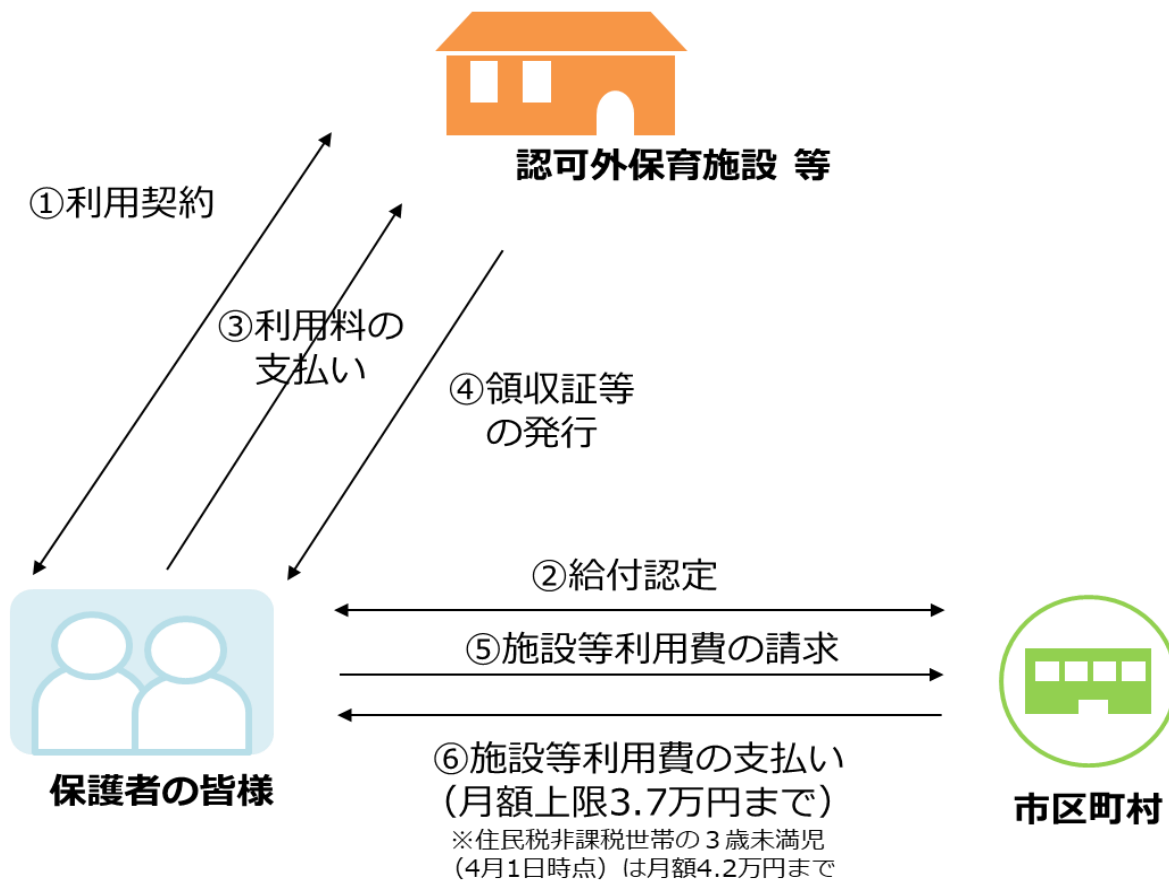 認可外保育施設 等
①利用契約
③利用料の
支払い
④領収証等
の発行
②給付認定
⑤施設等利用費の請求
⑥施設等利用費の支払い
（月額上限3.7万円まで）
※住民税非課税世帯の３歳未満児
（4月1日時点）は月額4.2万円まで
保護者の皆様
市区町村